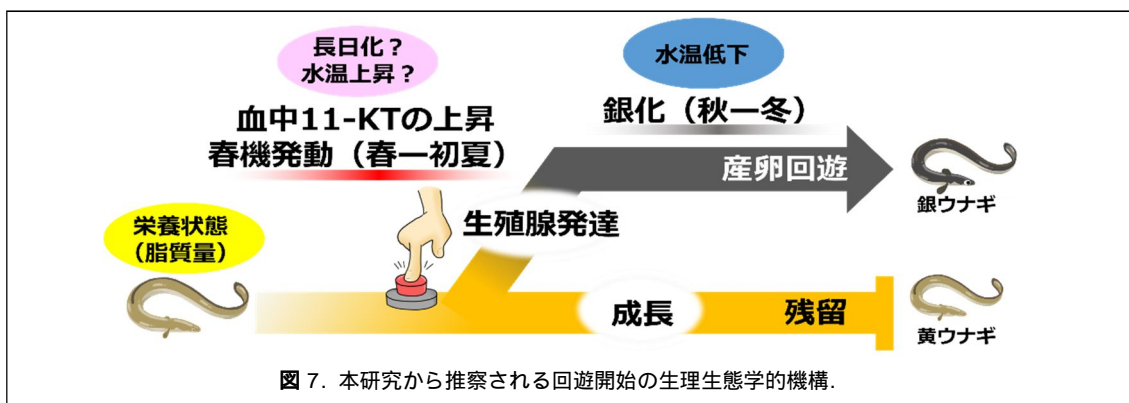 長日化?
水温上昇?
水温低下
血中11-KTの上昇
春機発動(春ー初夏)
銀化(秋ー冬)
産卵回遊
銀ウナギ
生殖腺発達
栄養状態
(脂質量)
成長
残留
黄ウナギ
図 7. 本研究から推察される回遊開始の生理生態学的機構.